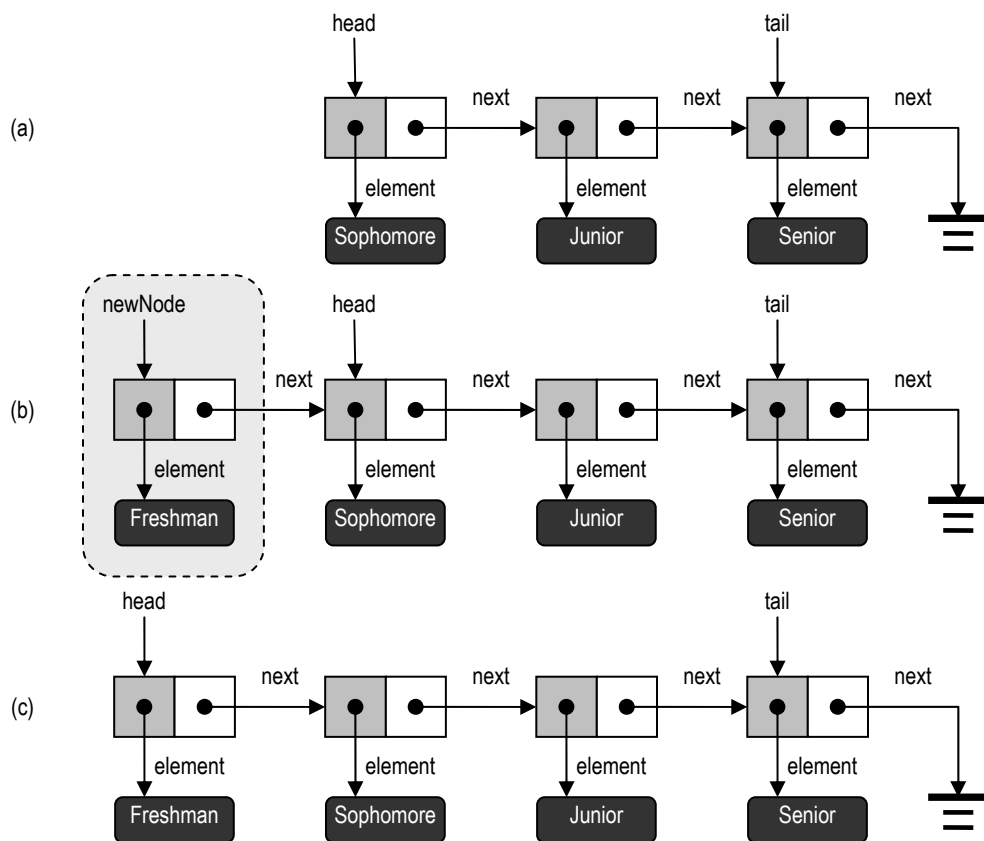 head tail
(a) next next next
element element element
Sophomore Junior Senior
newNode head tail
(b) next next next next
element element element element
Freshman Sophomore Junior Senior
head tail
(c) next next next next
element element element element
Freshman Sophomore Junior Senior